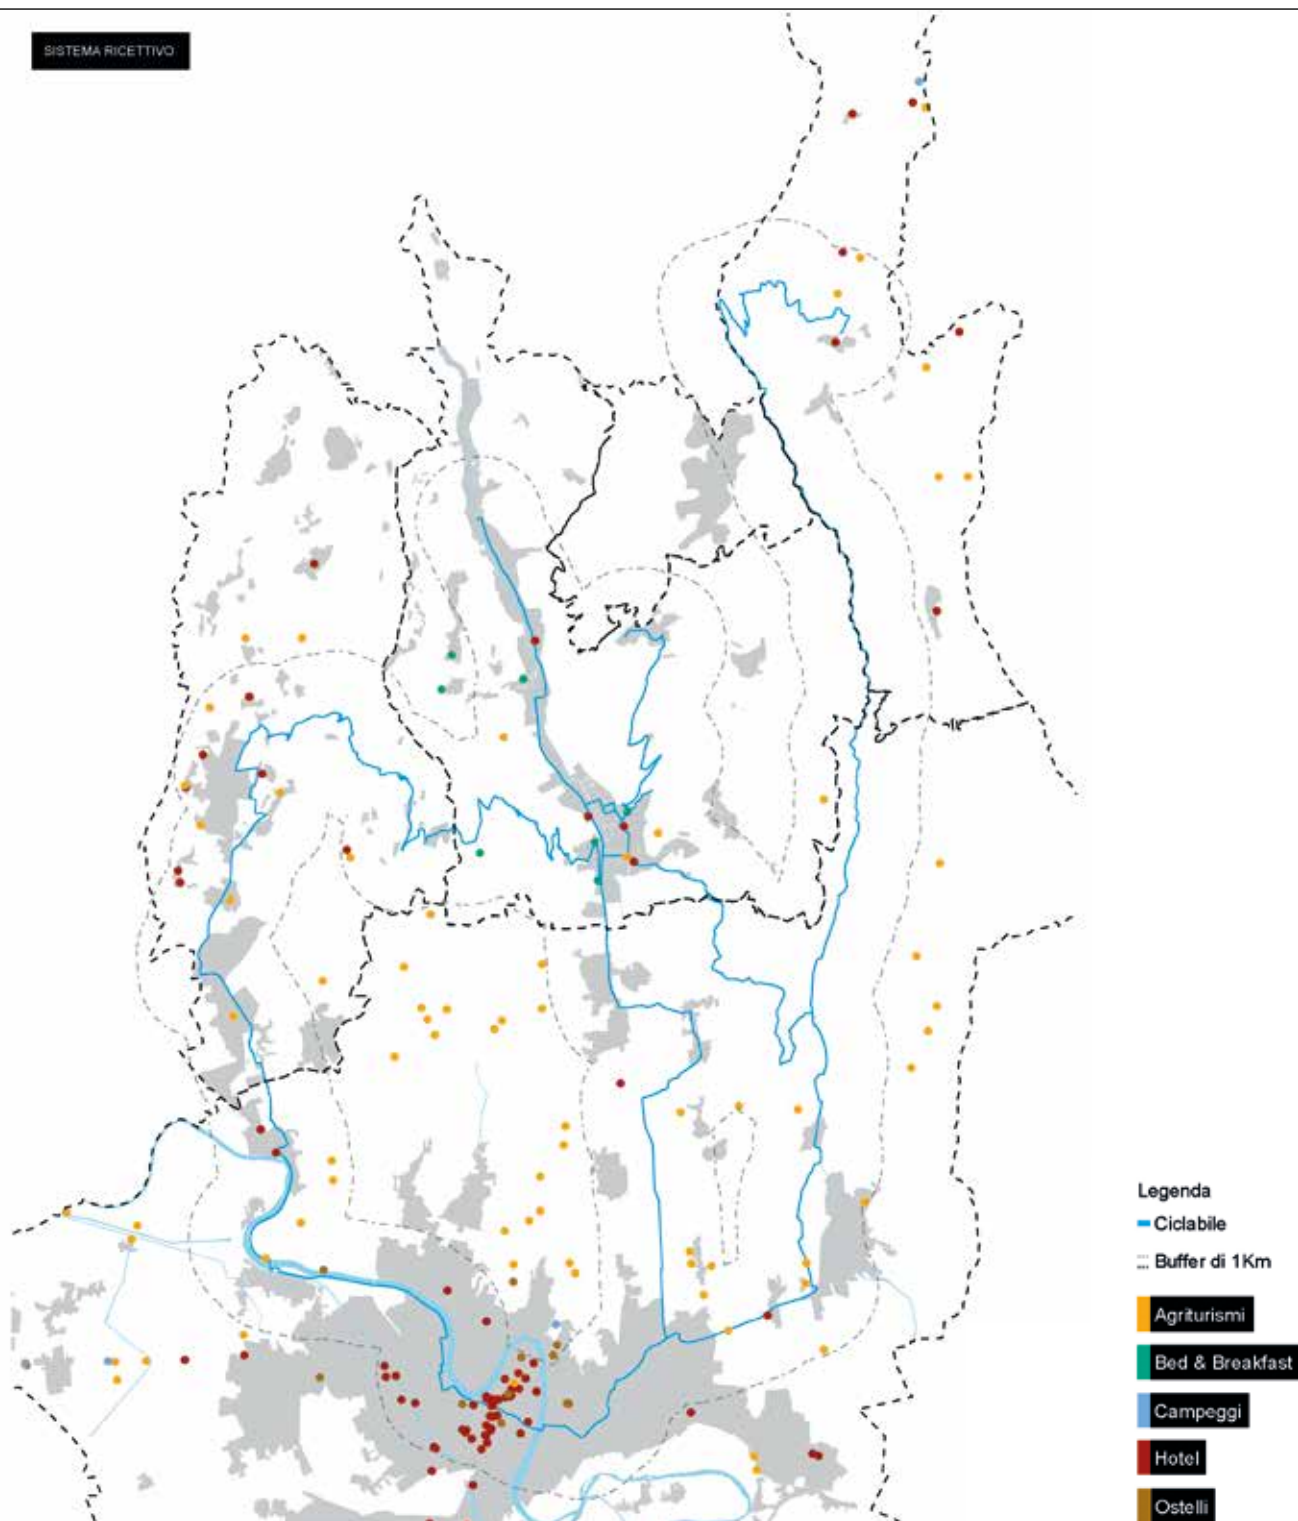 SISTEMA RICETTIVO
Legenda
Ciclabile
Buffer di 1Km
Agriturismi
Bed & Breakfast
Campeggi
Hotel
Ostelli